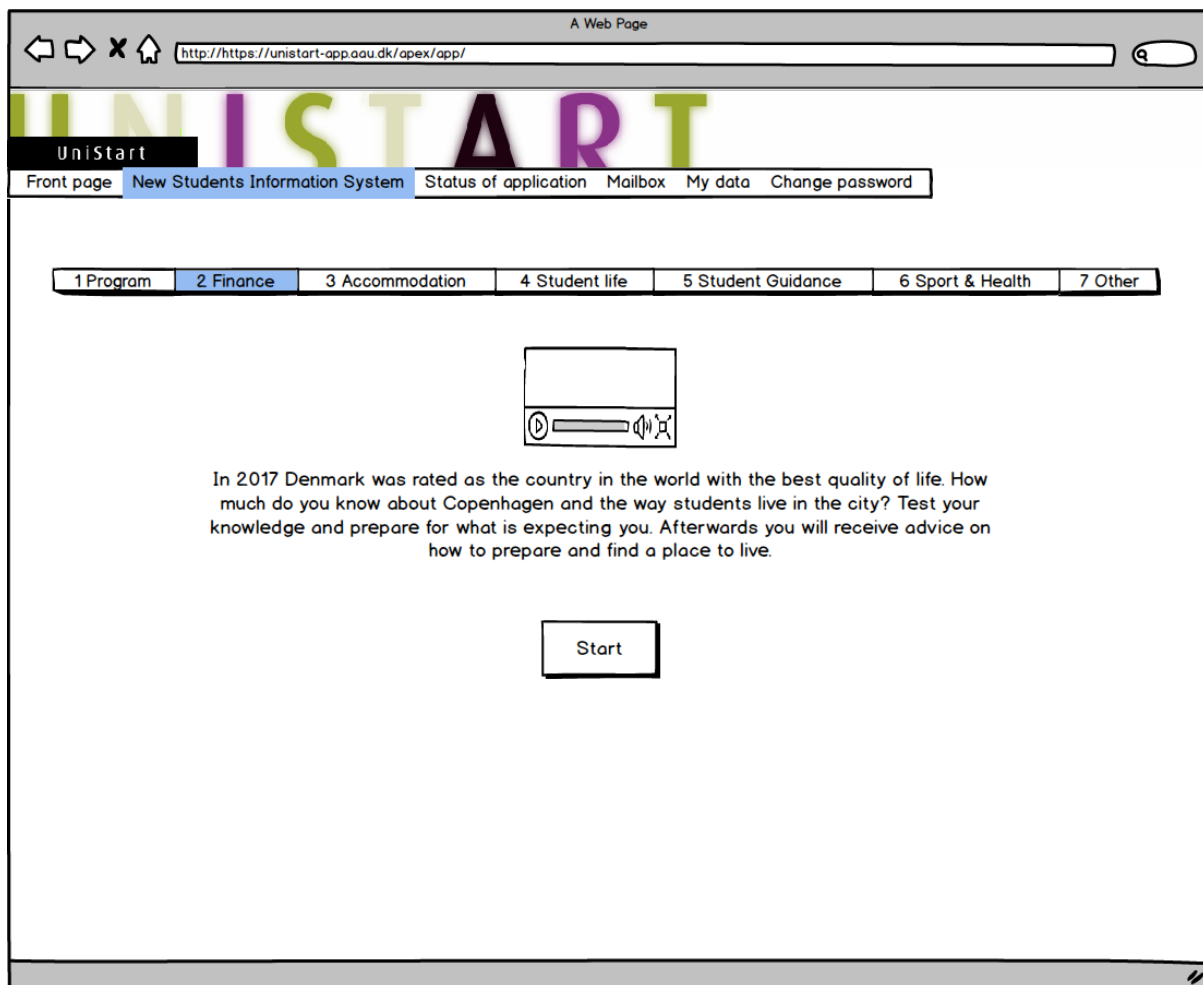 A Web Page
http://https://unistart-app.aau.dk/apex/app/
UNISTART
UniStart
Front page New Students Information System Status of application Mailbox My data Change password
1 Program 2 Finance 3 Accommodation 4 Student life 5 Student Guidance 6 Sport & Health 7 Other
In 2017 Denmark was rated as the country in the world with the best quality of life. How
much do you know about Copenhagen and the way students live in the city? Test your
knowledge and prepare for what is expecting you. Afterwards you will receive advice on
how to prepare and find a place to live.
Start